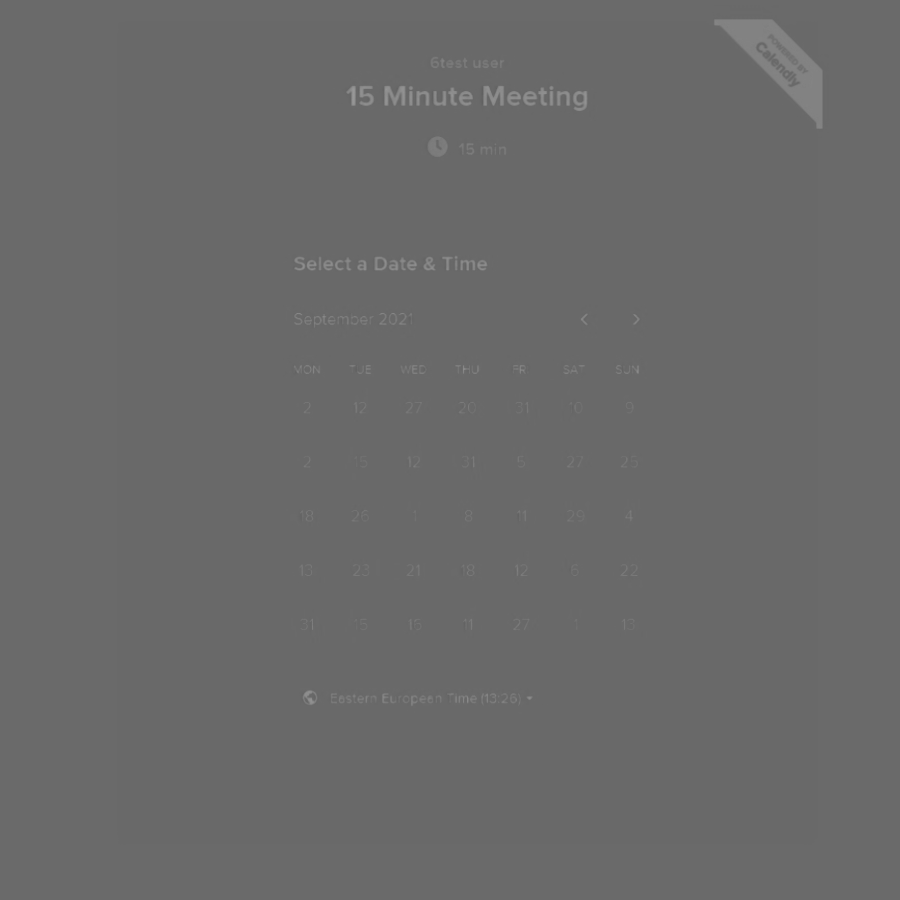 POWERED BY
Calendly
6test user
15 Minute Meeting
15 min
Select a Date & Time
September 2021
MON TUE WED THU FRI SAT SUN
2 12 27 20 31 10 9
2 15 12 31 5 27 25
18 26 1 8 11 29 4
13 23 21 18 12 6 22
31 15 16 11 27 1 13
Eastern European Time (13:26)